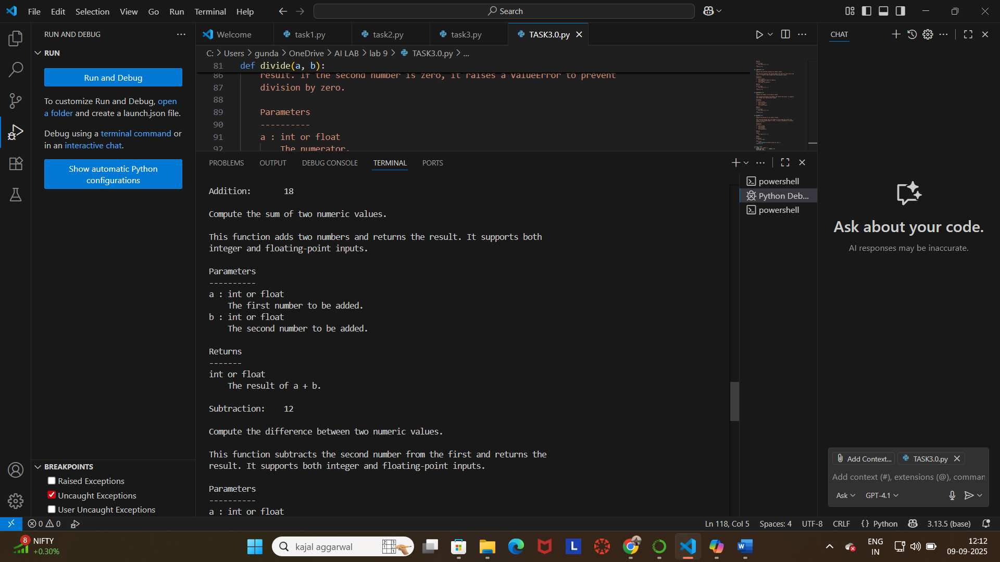 File Edit Selection View Go Run Terminal Help
Search
RUN AND DEBUG
RUN
Run and Debug
To customize Run and Debug, open
a folder and create a launch.json file.
Debug using a terminal command or
in an interactive chat.
Show automatic Python
configurations
BREAKPOINTS
Raised Exceptions
Uncaught Exceptions
User Uncaught Exceptions
Welcome task1.py task2.py task3.py TASK3.0.py
C: > Users > gunda > OneDrive > AI LAB > lab 9 > TASK3.0.py > ...
81 def divide(a, b):
86 result. If the second number is zero, it raises a ValueError to prevent
87 division by zero.
88
89 Parameters
90 ----------
91 a : int or float
92 The numerator.
PROBLEMS OUTPUT DEBUG CONSOLE TERMINAL PORTS
Addition: 18
Compute the sum of two numeric values.
This function adds two numbers and returns the result. It supports both
integer and floating-point inputs.
Parameters
----------
a : int or float
The first number to be added.
b : int or float
The second number to be added.
Returns
-------
int or float
The result of a + b.
Subtraction: 12
Compute the difference between two numeric values.
This function subtracts the second number from the first and returns the
result. It supports both integer and floating-point inputs.
Parameters
----------
a : int or float
powershell
Python Deb...
powershell
CHAT
Ask about your code.
AI responses may be inaccurate.
Add Context... TASK3.0.py
Add context (#), extensions (@), comman
Ask GPT-4.1
0 0
Ln 118, Col 5 Spaces: 4 UTF-8 CRLF {} Python 3.13.5 (base)
8 NIFTY
+0.30%
kajal aggarwal
ENG
IN
12:12
09-09-2025